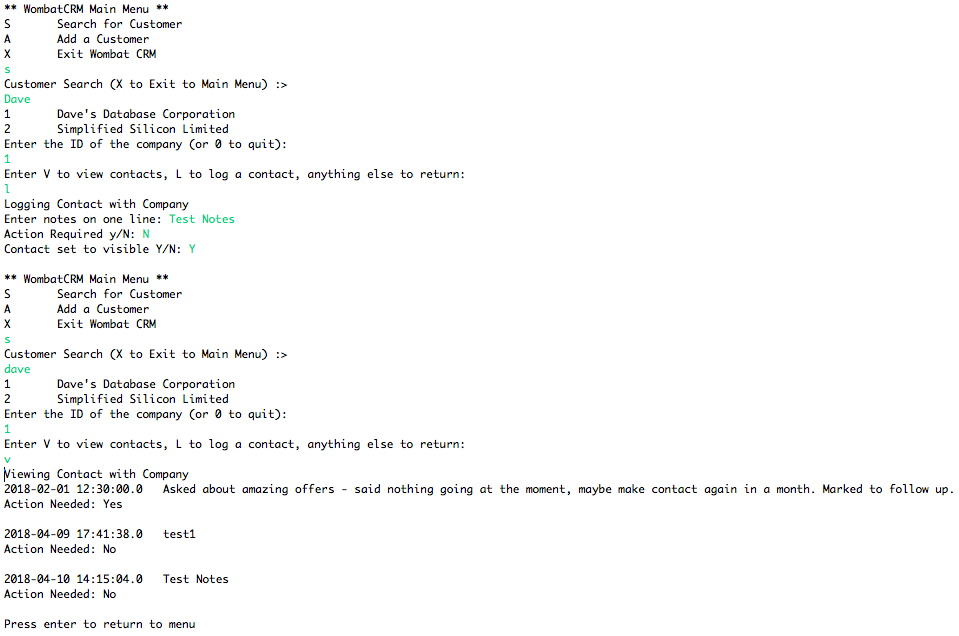 ** WombatCRM Main Menu **
S Search for Customer
A Add a Customer
X Exit Wombat CRM
s
Customer Search (X to Exit to Main Menu) :>
Dave
1 Dave's Database Corporation
2 Simplified Silicon Limited
Enter the ID of the company (or 0 to quit):
1
Enter V to view contacts, L to log a contact, anything else to return:
l
Logging Contact with Company
Enter notes on one line: Test Notes
Action Required y/N: N
Contact set to visible Y/N: Y
** WombatCRM Main Menu **
S Search for Customer
A Add a Customer
X Exit Wombat CRM
s
Customer Search (X to Exit to Main Menu) :>
dave
1 Dave's Database Corporation
2 Simplified Silicon Limited
Enter the ID of the company (or 0 to quit):
1
Enter V to view contacts, L to log a contact, anything else to return:
v
Viewing Contact with Company
2018-02-01 12:30:00.0 Asked about amazing offers - said nothing going at the moment, maybe make contact again in a month. Marked to follow up.
Action Needed: Yes
2018-04-09 17:41:38.0 test1
Action Needed: No
2018-04-10 14:15:04.0 Test Notes
Action Needed: No
Press enter to return to menu